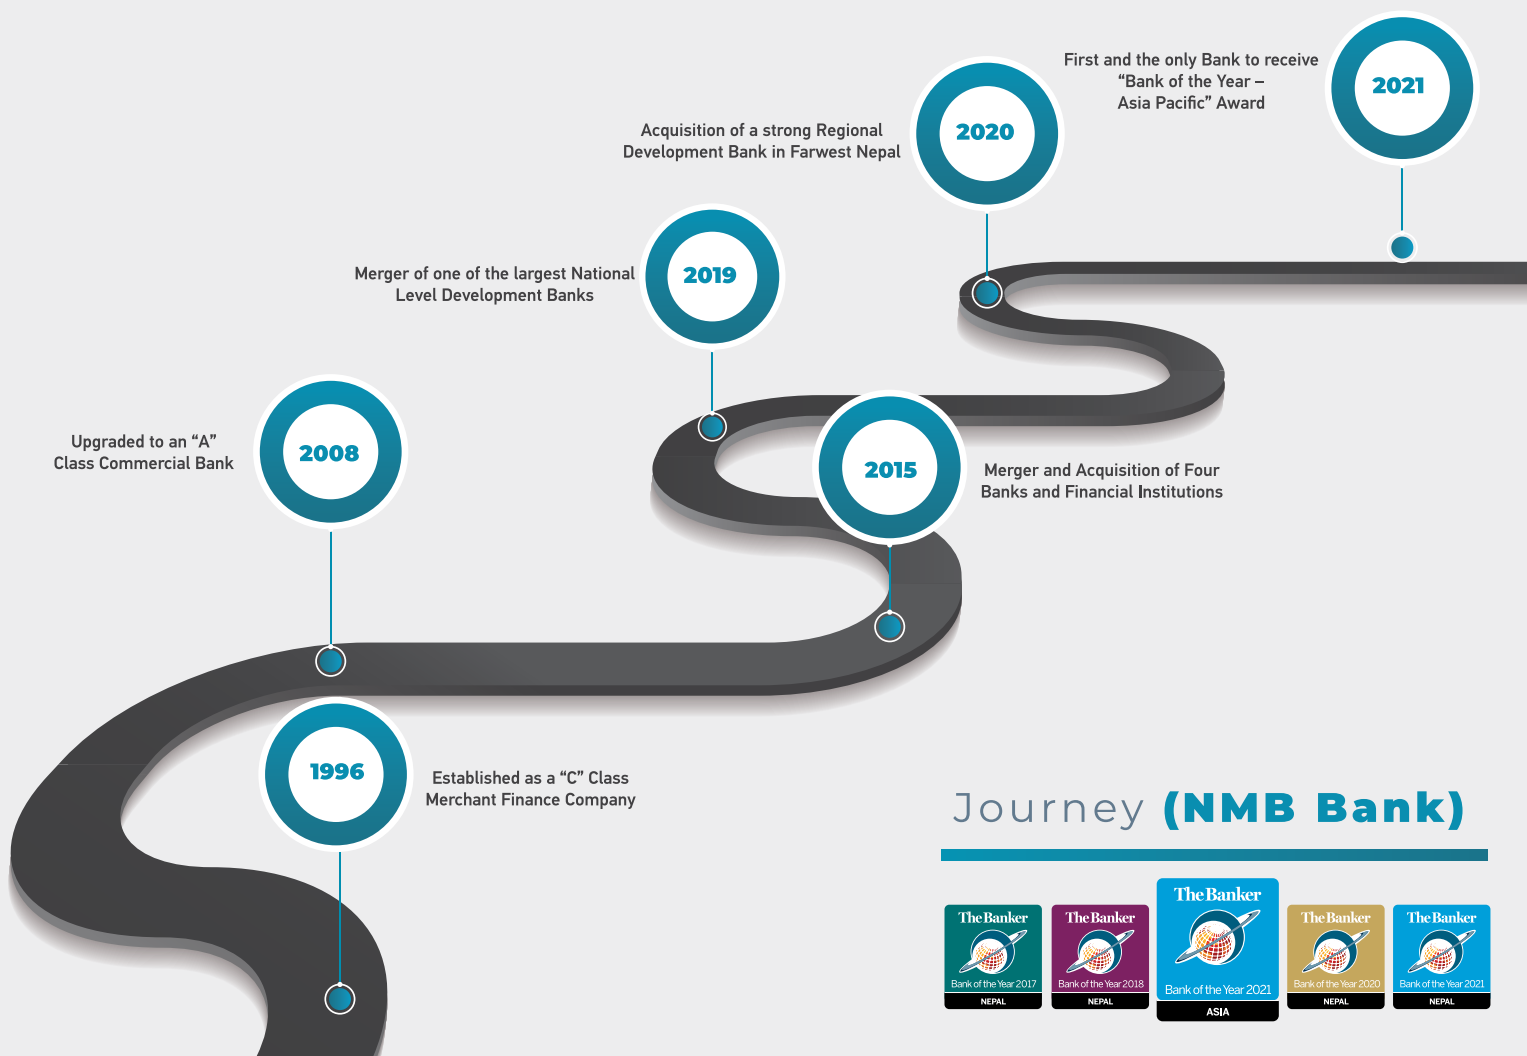 First and the only Bank to receive
“Bank of the Year –
Asia Pacific” Award
2021
Acquisition of a strong Regional
Development Bank in Farwest Nepal
2020
Merger of one of the largest National
Level Development Banks
2019
Upgraded to an “A”
Class Commercial Bank
2008
2015
Merger and Acquisition of Four
Banks and Financial Institutions
1996
Established as a “C” Class
Merchant Finance Company
Journey (NMB Bank)
The Banker
Bank of the Year 2017
NEPAL
The Banker
Bank of the Year 2018
NEPAL
The Banker
Bank of the Year 2021
ASIA
The Banker
Bank of the Year 2020
NEPAL
The Banker
Bank of the Year 2021
NEPAL